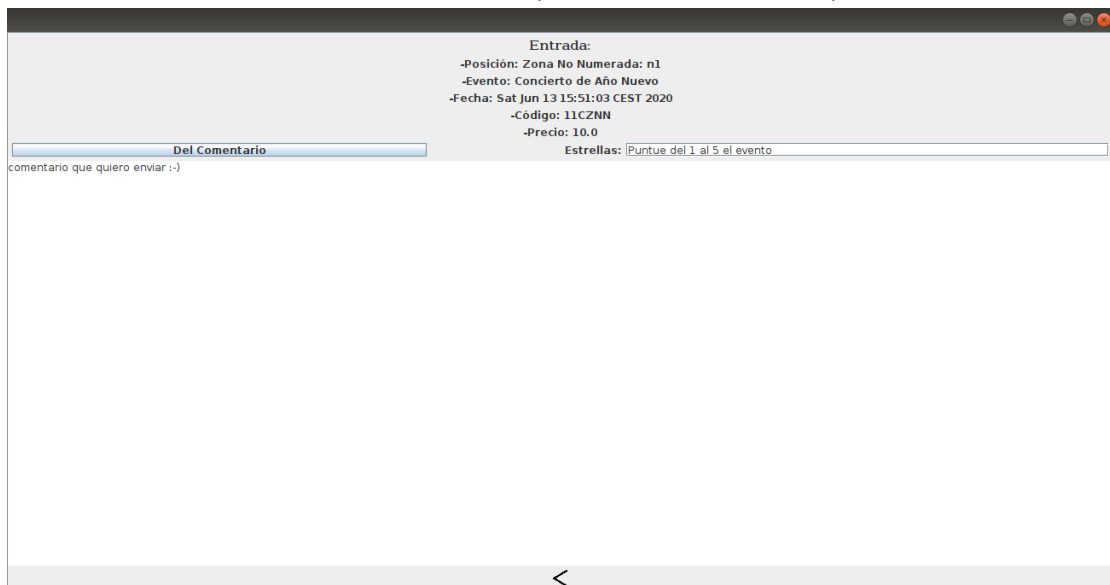 Entrada:
-Posición: Zona No Numerada: n1
-Evento: Concierto de Año Nuevo
-Fecha: Sat Jun 13 15:51:03 CEST 2020
-Código: 11CZNN
-Precio: 10.0
Del Comentario Estrellas: Puntue del 1 al 5 el evento
comentario que quiero enviar :-)
<